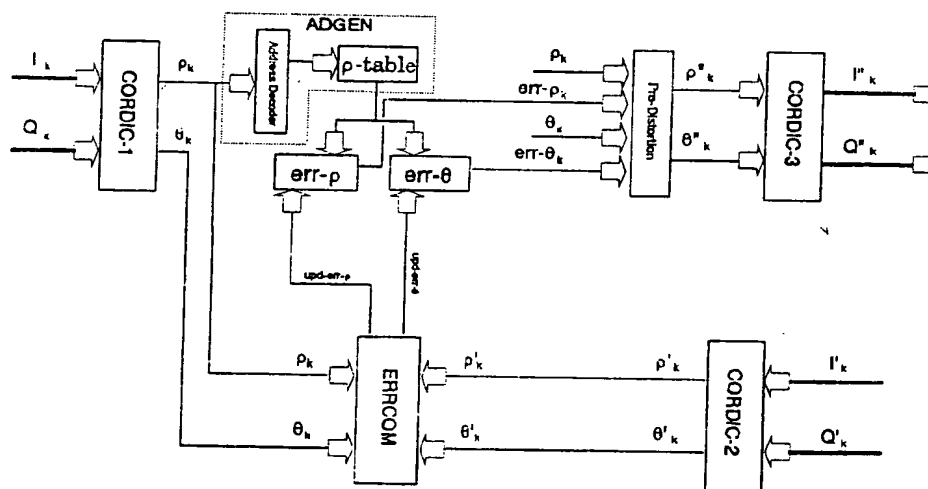 ADGEN
I k
Q k
CORDIC-1
ρk
θk
Address Decoder
ρ-table
err-ρ
err-θ
ρk
err-ρk
θk
err-θk
Pre-Distortion
ρ"k
θ"k
CORDIC-3
I"k
Q"k
upd-err-ρ
upd-err-θ
ρk
θk
ERRCOM
ρ'k
θ'k
ρ'k
θ'k
CORDIC-2
I'k
Q'k